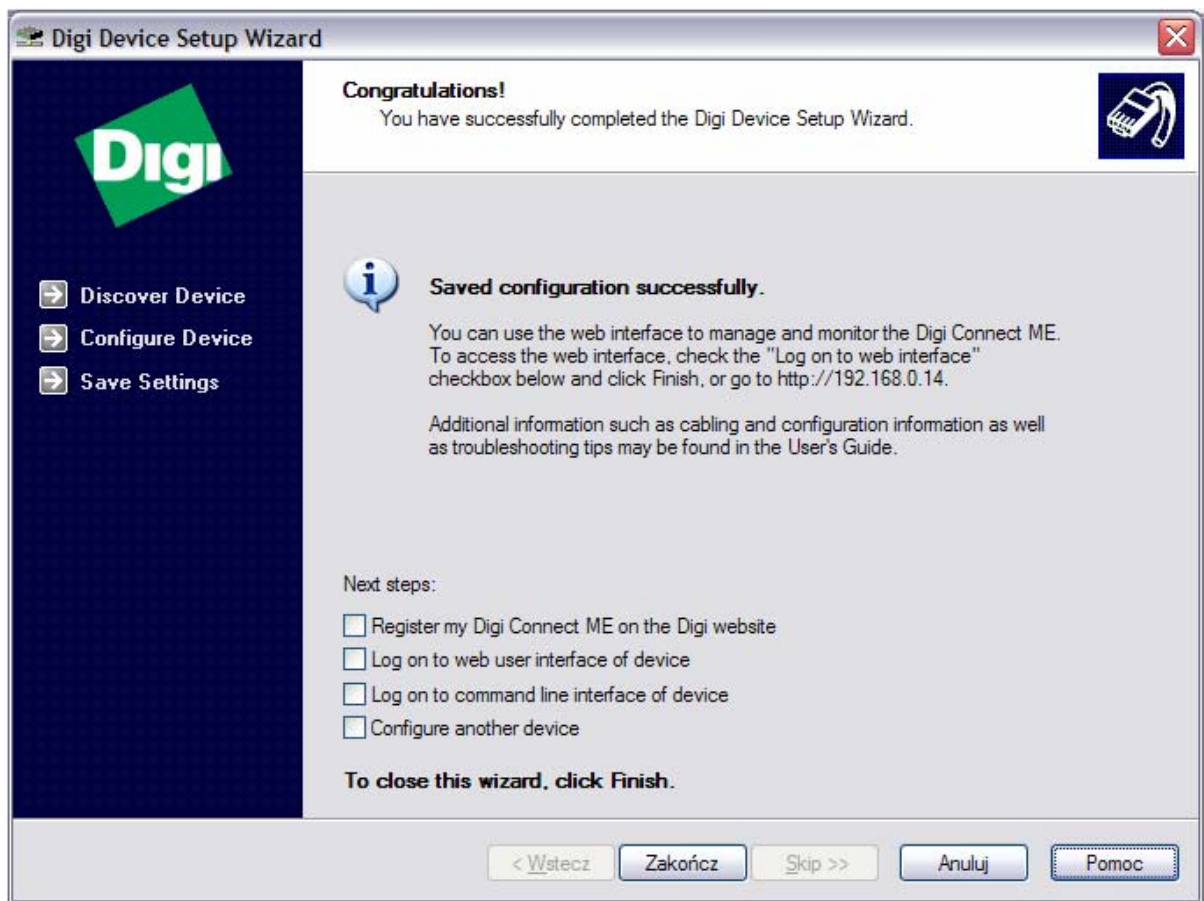 Digi Device Setup Wizard
Digi
Discover Device
Configure Device
Save Settings
Congratulations!
You have successfully completed the Digi Device Setup Wizard.
Saved configuration successfully.
You can use the web interface to manage and monitor the Digi Connect ME.
To access the web interface, check the "Log on to web interface"
checkbox below and click Finish, or go to http://192.168.0.14.
Additional information such as cabling and configuration information as well
as troubleshooting tips may be found in the User's Guide.
Next steps:
Register my Digi Connect ME on the Digi website
Log on to web user interface of device
Log on to command line interface of device
Configure another device
To close this wizard, click Finish.
< Wstecz Zakończ Skip >> Anuluj Pomoc